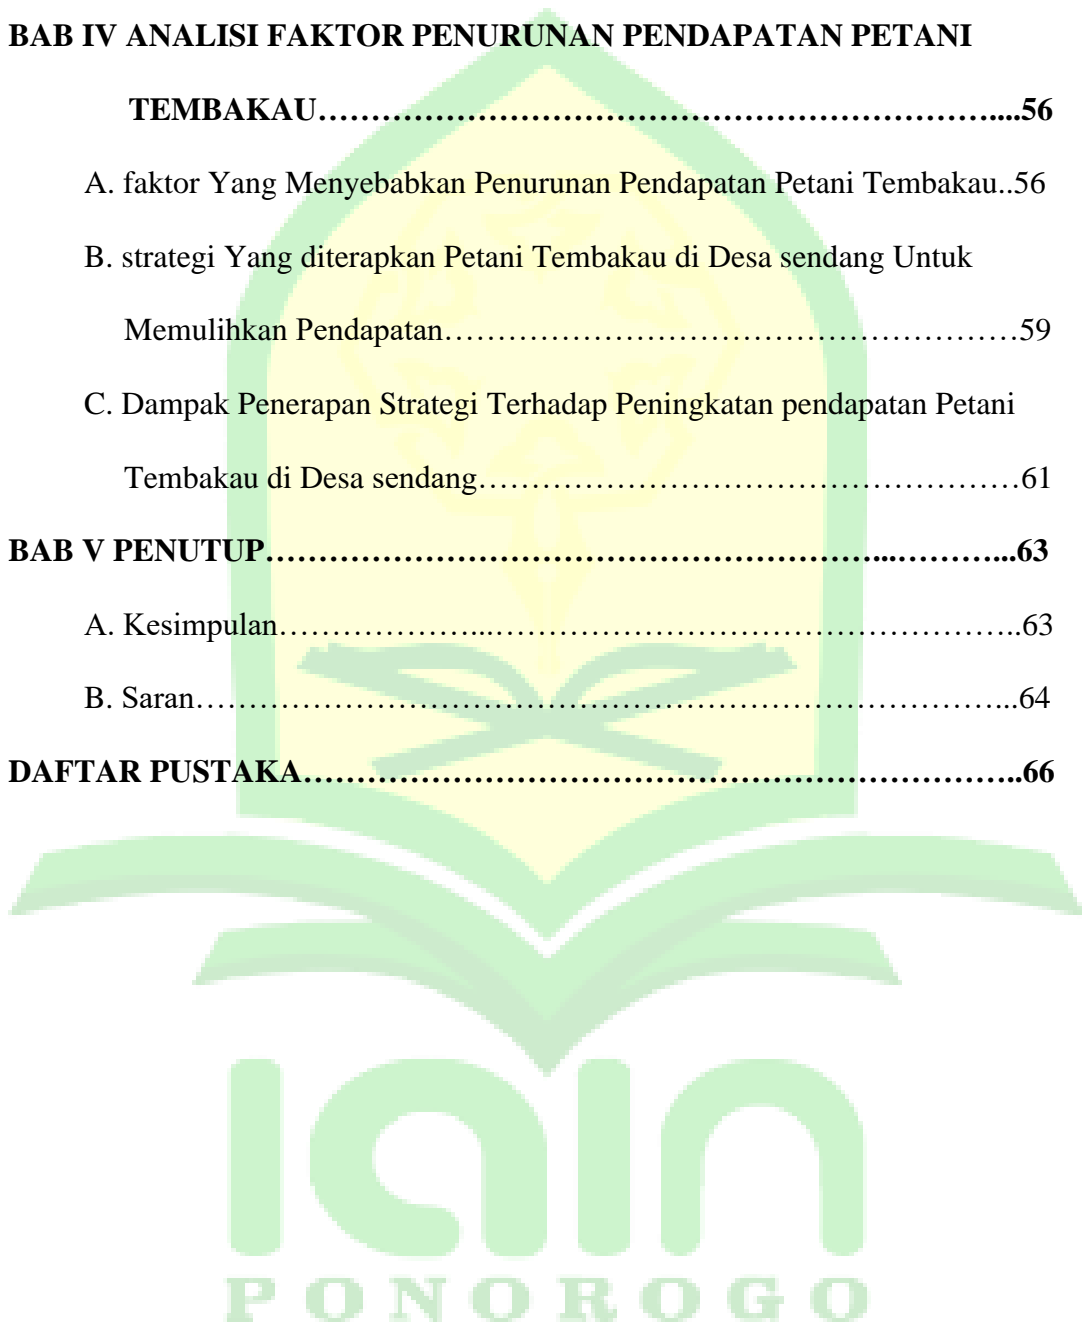 BAB IV ANALISI FAKTOR PENURUNAN PENDAPATAN PETANI
TEMBAKAU…………………………………………………………....56
A. faktor Yang Menyebabkan Penurunan Pendapatan Petani Tembakau..56
B. strategi Yang diterapkan Petani Tembakau di Desa sendang Untuk
Memulihkan Pendapatan…………………………………………………59
C. Dampak Penerapan Strategi Terhadap Peningkatan pendapatan Petani
Tembakau di Desa sendang………………………………………………61
BAB V PENUTUP……………………………………………………...………...63
A. Kesimpulan………………...……………………………………………..63
B. Saran……………………………………………………………………...64
DAFTAR PUSTAKA……………………………………………………………..66
iain
PONOROGO